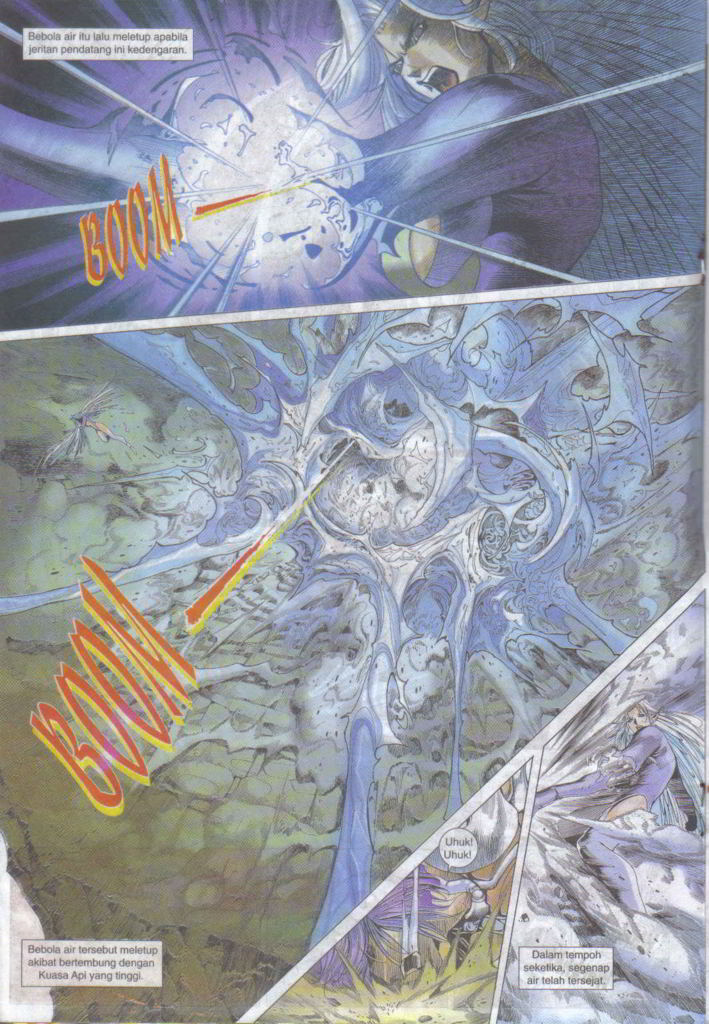 Bebola air itu lalu meletup apabila
jeritan pendatang ini kedengaran.
BOOM
BOOM
Uhuk!
Uhuk!
Bebola air tersebut meletup
akibat bertembung dengan
Kuasa Api yang tinggi.
Dalam tempoh
seketika, segenap
air telah tersejat.